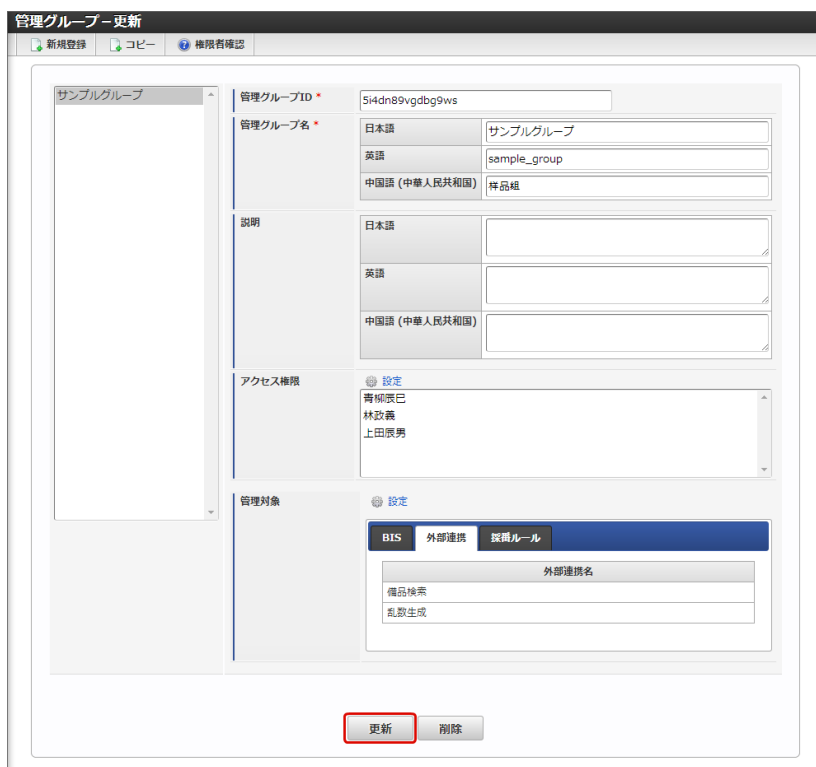 管理グループ－更新
新規登録 コピー 権限者確認
サンプルグループ
管理グループID *
5i4dn89vgdbg9ws
管理グループ名 *
日本語 サンプルグループ
英語 sample_group
中国語 (中華人民共和国) 样品組
説明
日本語
英語
中国語 (中華人民共和国)
アクセス権限
設定
青柳辰巳
林政義
上田辰男
管理対象
設定
BIS 外部連携 採番ルール
外部連携名
備品検索
乱数生成
更新 削除